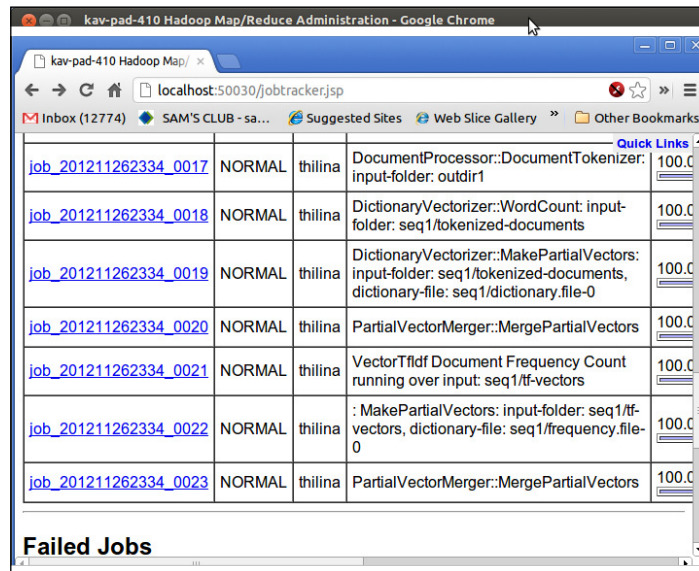 kav-pad-410 Hadoop Map/Reduce Administration - Google Chrome
kav-pad-410 Hadoop Map/
localhost:50030/jobtracker.jsp
Inbox (12774) SAM'S CLUB - sa... Suggested Sites Web Slice Gallery » Other Bookmarks
Quick Links
job_201211262334_0017 NORMAL thilina DocumentProcessor::DocumentTokenizer: 100.0
input-folder: outdir1
job_201211262334_0018 NORMAL thilina DictionaryVectorizer::WordCount: input- 100.0
folder: seq1/tokenized-documents
job_201211262334_0019 NORMAL thilina DictionaryVectorizer::MakePartialVectors: 100.0
input-folder: seq1/tokenized-documents,
dictionary-file: seq1/dictionary.file-0
job_201211262334_0020 NORMAL thilina PartialVectorMerger::MergePartialVectors 100.0
job_201211262334_0021 NORMAL thilina VectorTfIdf Document Frequency Count 100.0
running over input: seq1/tf-vectors
job_201211262334_0022 NORMAL thilina : MakePartialVectors: input-folder: seq1/tf- 100.0
vectors, dictionary-file: seq1/frequency.file-
0
job_201211262334_0023 NORMAL thilina PartialVectorMerger::MergePartialVectors 100.0
Failed Jobs